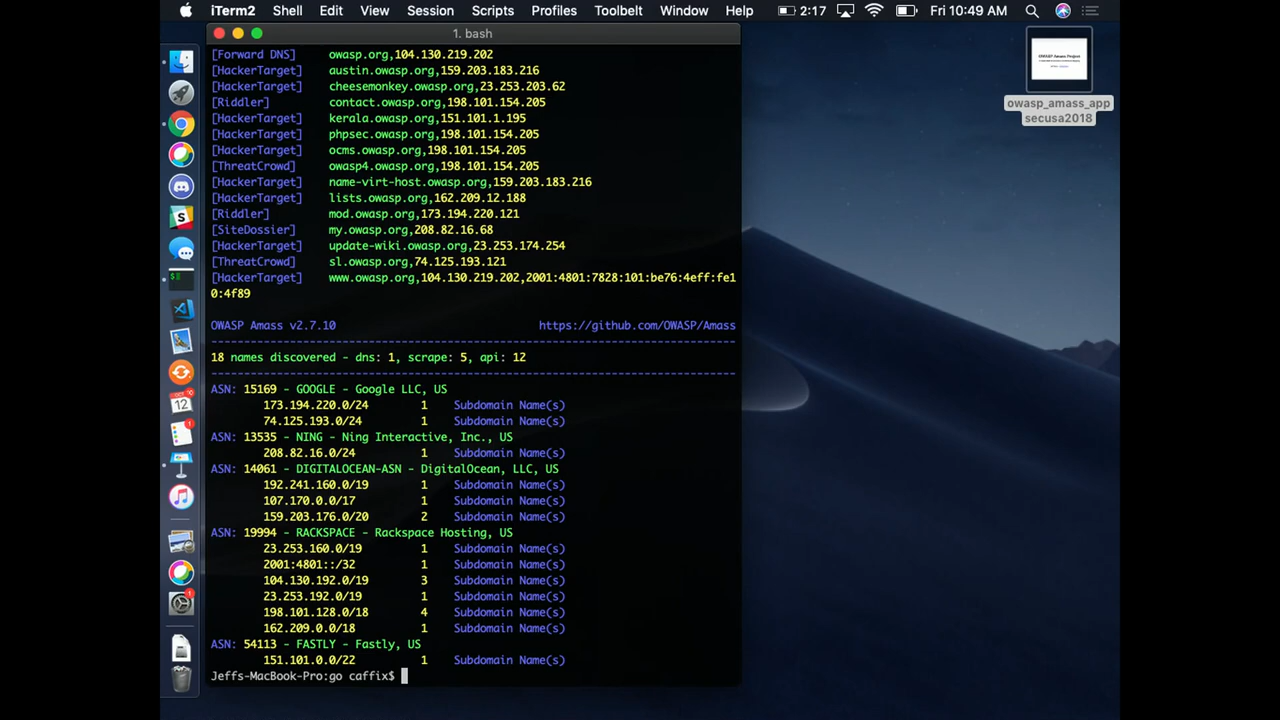 iTerm2 Shell Edit View Session Scripts Profiles Toolbelt Window Help 2:17 Fri 10:49 AM
1. bash
[Forward DNS] owasp.org,104.130.219.202
[HackerTarget] austin.owasp.org,159.203.183.216
[HackerTarget] cheesemonkey.owasp.org,23.253.203.62
[Riddler] contact.owasp.org,198.101.154.205
[HackerTarget] kerala.owasp.org,151.101.1.195
[HackerTarget] phpsec.owasp.org,198.101.154.205
[HackerTarget] ocms.owasp.org,198.101.154.205
[ThreatCrowd] owasp4.owasp.org,198.101.154.205
[HackerTarget] name-virt-host.owasp.org,159.203.183.216
[HackerTarget] lists.owasp.org,162.209.12.188
[Riddler] mod.owasp.org,173.194.220.121
[SiteDossier] my.owasp.org,208.82.16.68
[HackerTarget] update-wiki.owasp.org,23.253.174.254
[ThreatCrowd] sl.owasp.org,74.125.193.121
[HackerTarget] www.owasp.org,104.130.219.202,2001:4801:7828:101:be76:4eff:fe1
0:4f89
OWASP Amass v2.7.10 https://github.com/OWASP/Amass
--------------------------------------------------------------------------------
18 names discovered - dns: 1, scrape: 5, api: 12
--------------------------------------------------------------------------------
ASN: 15169 - GOOGLE - Google LLC, US
173.194.220.0/24 1 Subdomain Name(s)
74.125.193.0/24 1 Subdomain Name(s)
ASN: 13535 - NING - Ning Interactive, Inc., US
208.82.16.0/24 1 Subdomain Name(s)
ASN: 14061 - DIGITALOCEAN-ASN - DigitalOcean, LLC, US
192.241.160.0/19 1 Subdomain Name(s)
107.170.0.0/17 1 Subdomain Name(s)
159.203.176.0/20 2 Subdomain Name(s)
ASN: 19994 - RACKSPACE - Rackspace Hosting, US
23.253.160.0/19 1 Subdomain Name(s)
2001:4801::/32 1 Subdomain Name(s)
104.130.192.0/19 3 Subdomain Name(s)
23.253.192.0/19 1 Subdomain Name(s)
198.101.128.0/18 4 Subdomain Name(s)
162.209.0.0/18 1 Subdomain Name(s)
ASN: 54113 - FASTLY - Fastly, US
151.101.0.0/22 1 Subdomain Name(s)
Jeffs-MacBook-Pro:go caffix$
OWASP Amass Project
owasp_amass_app
secusa2018
12
1
1